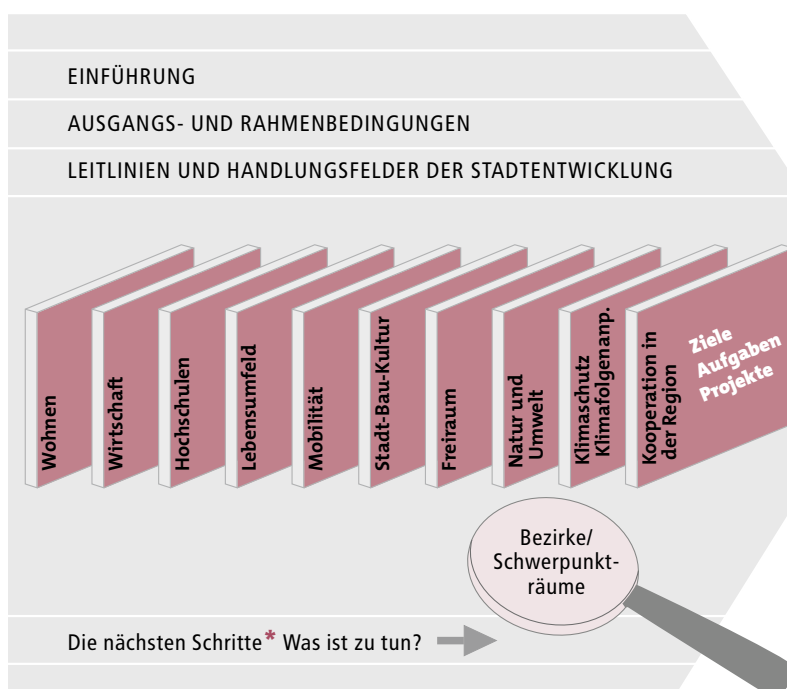 EINFÜHRUNG
AUSGANGS- UND RAHMENBEDINGUNGEN
LEITLINIEN UND HANDLUNGSFELDER DER STADTENTWICKLUNG
Wohnen
Wirtschaft
Hochschulen
Lebensumfeld
Mobilität
Stadt-Bau-Kultur
Freiraum
Natur und
Umwelt
Klimaschutz
Klimafolgenanp.
Kooperation in
der Region
Ziele
Aufgaben
Projekte
Bezirke/
Schwerpunkt-
räume
Die nächsten Schritte* Was ist zu tun?